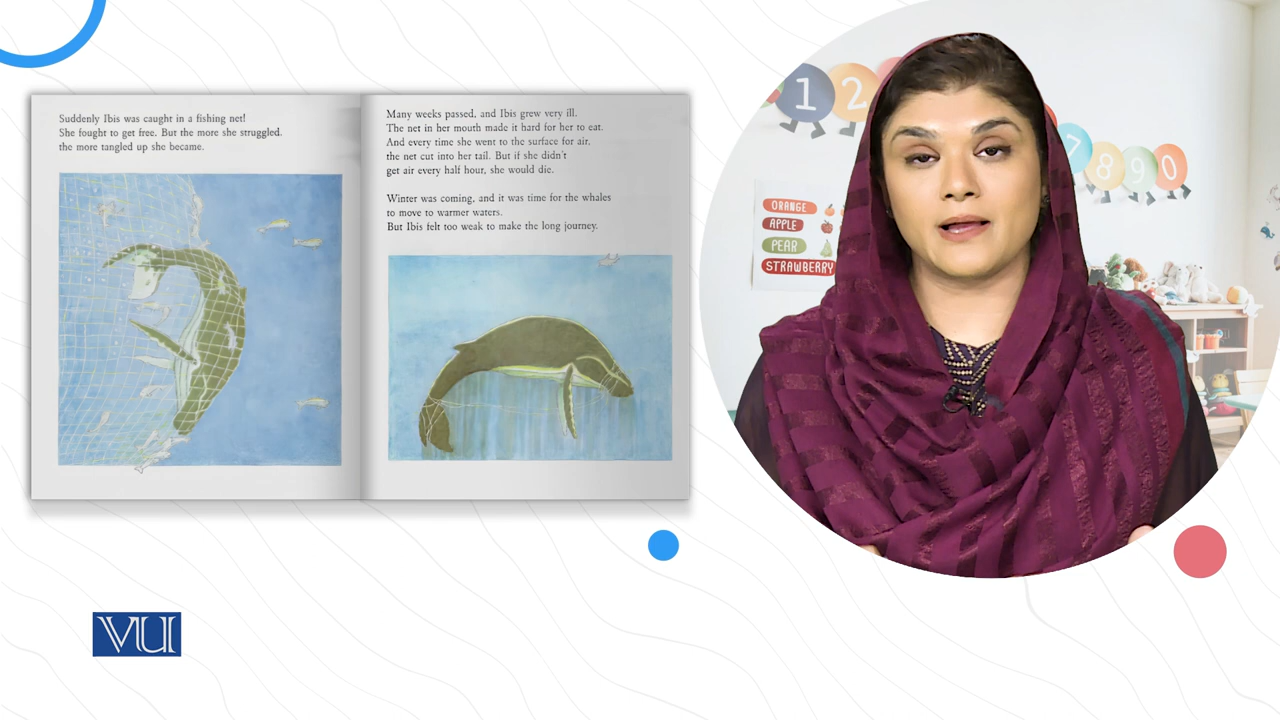 Suddenly Ibis was caught in a fishing net!
She fought to get free. But the more she struggled.
the more tangled up she became.
Many weeks passed, and Ibis grew very ill.
The net in her mouth made it hard for her to eat.
And every time she went to the surface for air,
the net cut into her tail. But if she didn't
get air every half hour, she would die.
Winter was coming, and it was time for the whales
to move to warmer waters.
But Ibis felt too weak to make the long journey.
1 2
7 8 9 0
ORANGE
APPLE
PEAR
STRAWBERRY
VU